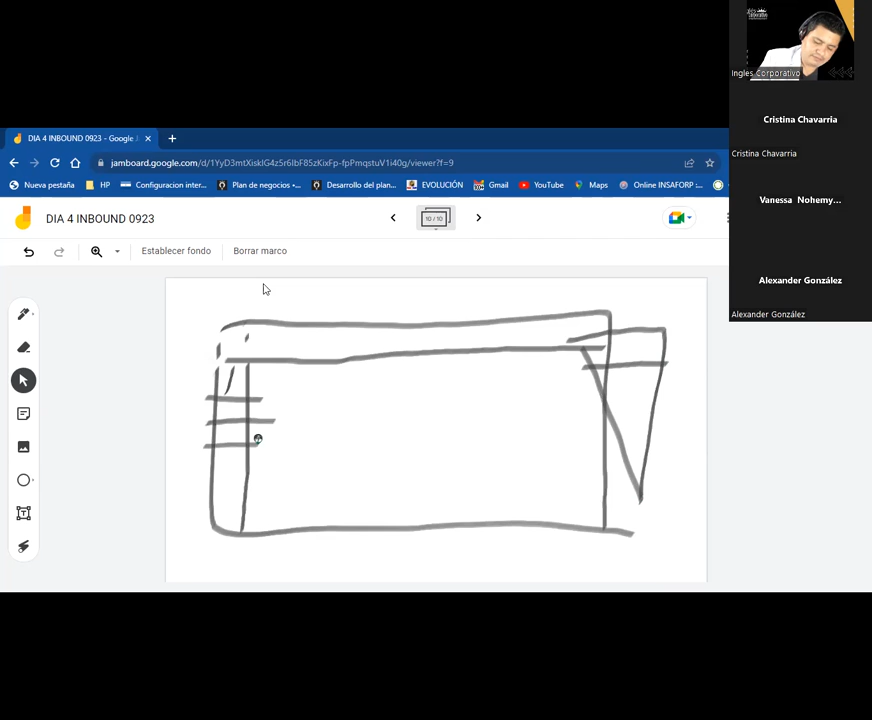 Ingles Corporativo
Cristina Chavarria
Cristina Chavarria
Vanessa Nohemy...
Alexander González
Alexander González
DIA 4 INBOUND 0923 - Google J
jamboard.google.com/d/1YyD3mtXisklG4z5r6IbF85zKixFp-fpPmqstuV1i40g/viewer?f=9
Nueva pestaña HP Configuracion inter... Plan de negocios -... Desarrollo del plan... EVOLUCIÓN Gmail YouTube Maps Online INSAFORP...
DIA 4 INBOUND 0923
10 / 10
Establecer fondo Borrar marco